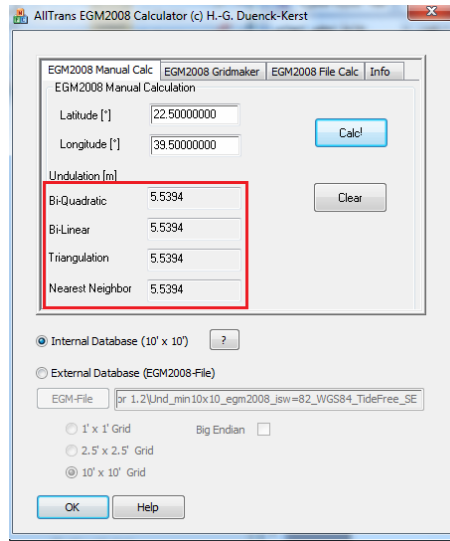 AllTrans EGM2008 Calculator (c) H.-G. Duenck-Kerst
EGM2008 Manual Calc EGM2008 Gridmaker EGM2008 File Calc Info
EGM2008 Manual Calculation
Latitude [°] 22.50000000
Calc!
Longitude [°] 39.50000000
Undulation [m]
Bi-Quadratic 5.5394
Clear
Bi-Linear 5.5394
Triangulation 5.5394
Nearest Neighbor 5.5394
Internal Database (10' x 10') ?
External Database (EGM2008-File)
EGM-File or 1.2\Und_min10x10_egm2008_isw=82_WGS84_TideFree_SE
1' x 1' Grid Big Endian
2.5' x 2.5' Grid
10' x 10' Grid
OK Help